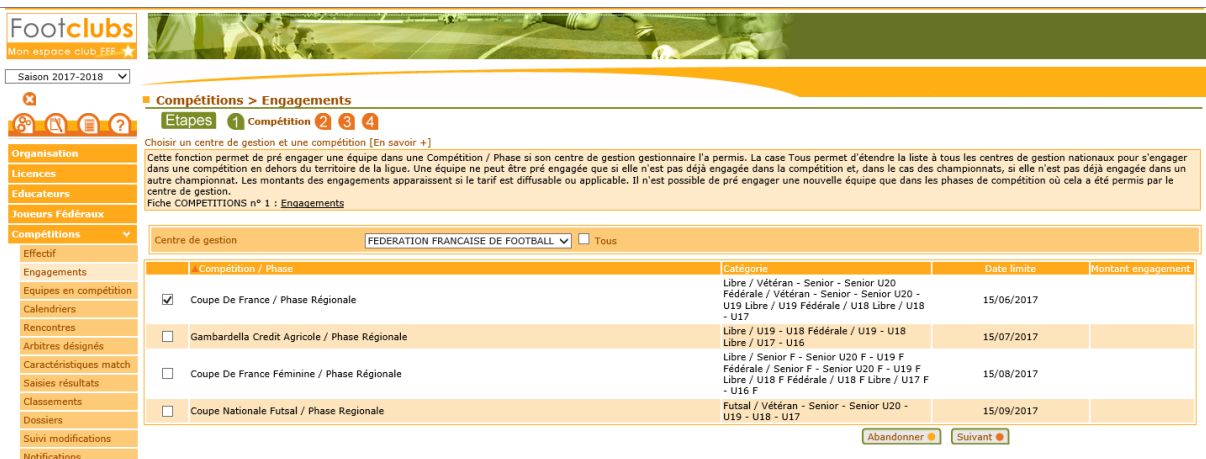 Footclubs
Mon espace club FFF
Saison 2017-2018
Organisation
Licences
Educateurs
Joueurs Fédéraux
Compétitions
Effectif
Engagements
Equipes en compétition
Calendriers
Rencontres
Arbitres désignés
Caractéristiques match
Saisies résultats
Classements
Dossiers
Suivi modifications
Notifications
Compétitions > Engagements
Etapes 1 Compétition 2 3 4
Choisir un centre de gestion et une compétition [En savoir +]
Cette fonction permet de pré engager une équipe dans une Compétition / Phase si son centre de gestion gestionnaire l'a permis. La case Tous permet d'étendre la liste à tous les centres de gestion nationaux pour s'engager
dans une compétition en dehors du territoire de la ligue. Une équipe ne peut être pré engagée que si elle n'est pas déjà engagée dans la compétition et, dans le cas des championnats, si elle n'est pas déjà engagée dans un
autre championnat. Les montants des engagements apparaissent si le tarif est diffusable ou applicable. Il n'est possible de pré engager une nouvelle équipe que dans les phases de compétition où cela a été permis par le
centre de gestion.
Fiche COMPETITIONS n° 1 : Engagements
Centre de gestion FEDERATION FRANCAISE DE FOOTBALL Tous
Compétition / Phase Catégorie Date limite Montant engagement
Coupe De France / Phase Régionale
Libre / Vétéran - Senior - Senior U20
Fédérale / Vétéran - Senior - Senior U20 -
U19 Libre / U19 Fédérale / U18 Libre / U18
- U17
15/06/2017
Gambardella Credit Agricole / Phase Régionale
Libre / U19 - U18 Fédérale / U19 - U18
Libre / U17 - U16
15/07/2017
Coupe De France Féminine / Phase Régionale
Libre / Senior F - Senior U20 F - U19 F
Fédérale / Senior F - Senior U20 F - U19 F
Libre / U18 F Fédérale / U18 F Libre / U17 F
- U16 F
15/08/2017
Coupe Nationale Futsal / Phase Regionale
Futsal / Vétéran - Senior - Senior U20 -
U19 - U18 - U17
15/09/2017
Abandonner Suivant